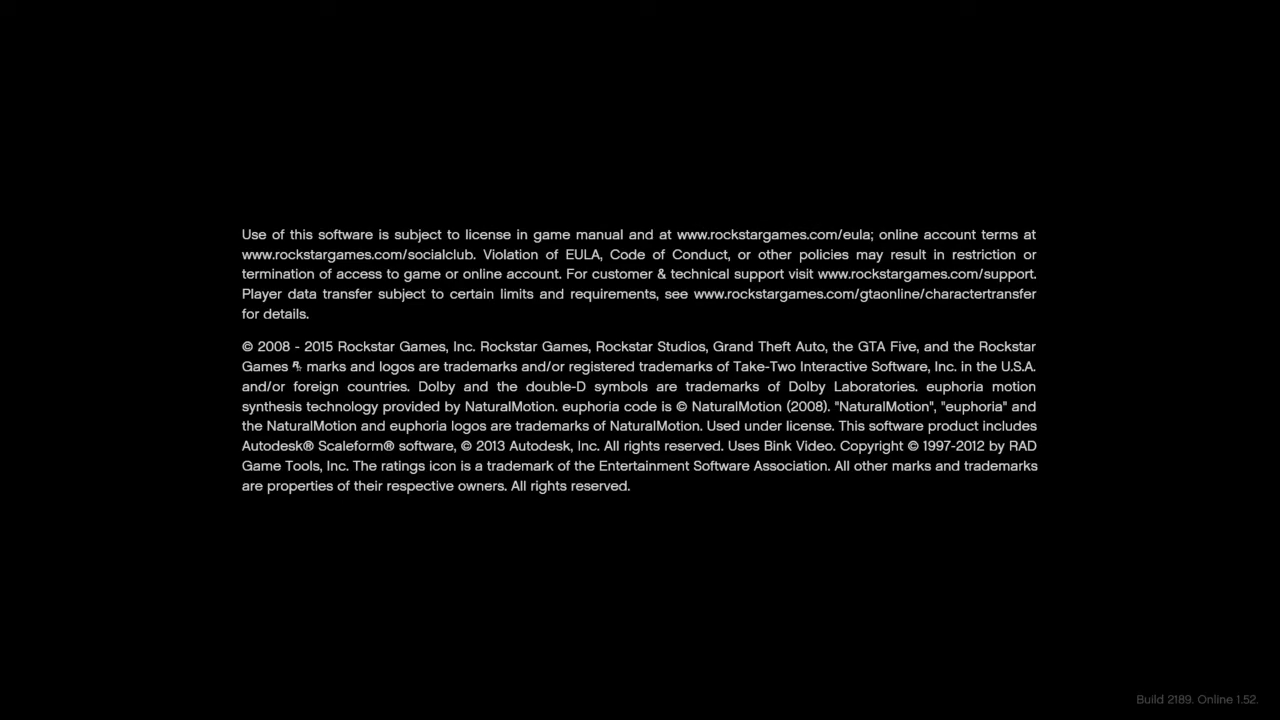 Use of this software is subject to license in game manual and at www.rockstargames.com/eula; online account terms at
www.rockstargames.com/socialclub. Violation of EULA, Code of Conduct, or other policies may result in restriction or
termination of access to game or online account. For customer & technical support visit www.rockstargames.com/support.
Player data transfer subject to certain limits and requirements, see www.rockstargames.com/gtaonline/charactertransfer
for details.
© 2008 - 2015 Rockstar Games, Inc. Rockstar Games, Rockstar Studios, Grand Theft Auto, the GTA Five, and the Rockstar
Games R* marks and logos are trademarks and/or registered trademarks of Take-Two Interactive Software, Inc. in the U.S.A.
and/or foreign countries. Dolby and the double-D symbols are trademarks of Dolby Laboratories. euphoria motion
synthesis technology provided by NaturalMotion. euphoria code is © NaturalMotion (2008). "NaturalMotion", "euphoria" and
the NaturalMotion and euphoria logos are trademarks of NaturalMotion. Used under license. This software product includes
Autodesk® Scaleform® software, © 2013 Autodesk, Inc. All rights reserved. Uses Bink Video. Copyright © 1997-2012 by RAD
Game Tools, Inc. The ratings icon is a trademark of the Entertainment Software Association. All other marks and trademarks
are properties of their respective owners. All rights reserved.
Build 2189. Online 1.52.